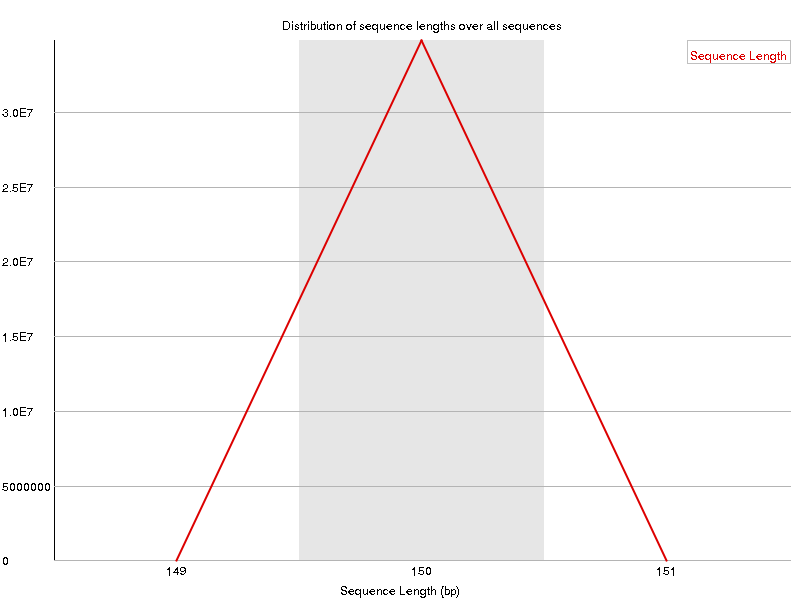 Distribution of sequence lengths over all sequences
Sequence Length
3.0E7
2.5E7
2.0E7
1.5E7
1.0E7
5000000
0
149 150 151
Sequence Length (bp)